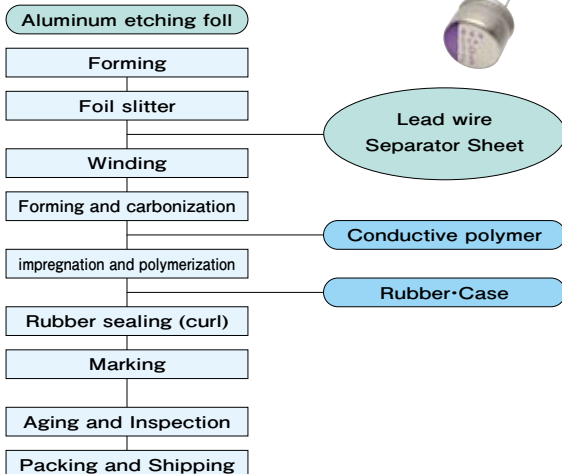 Aluminum etching foll
Forming
Foil slitter
Lead wire
Separator Sheet
Winding
Forming and carbonization
Conductive polymer
impregnation and polymerization
Rubber·Case
Rubber sealing (curl)
Marking
Aging and Inspection
Packing and Shipping